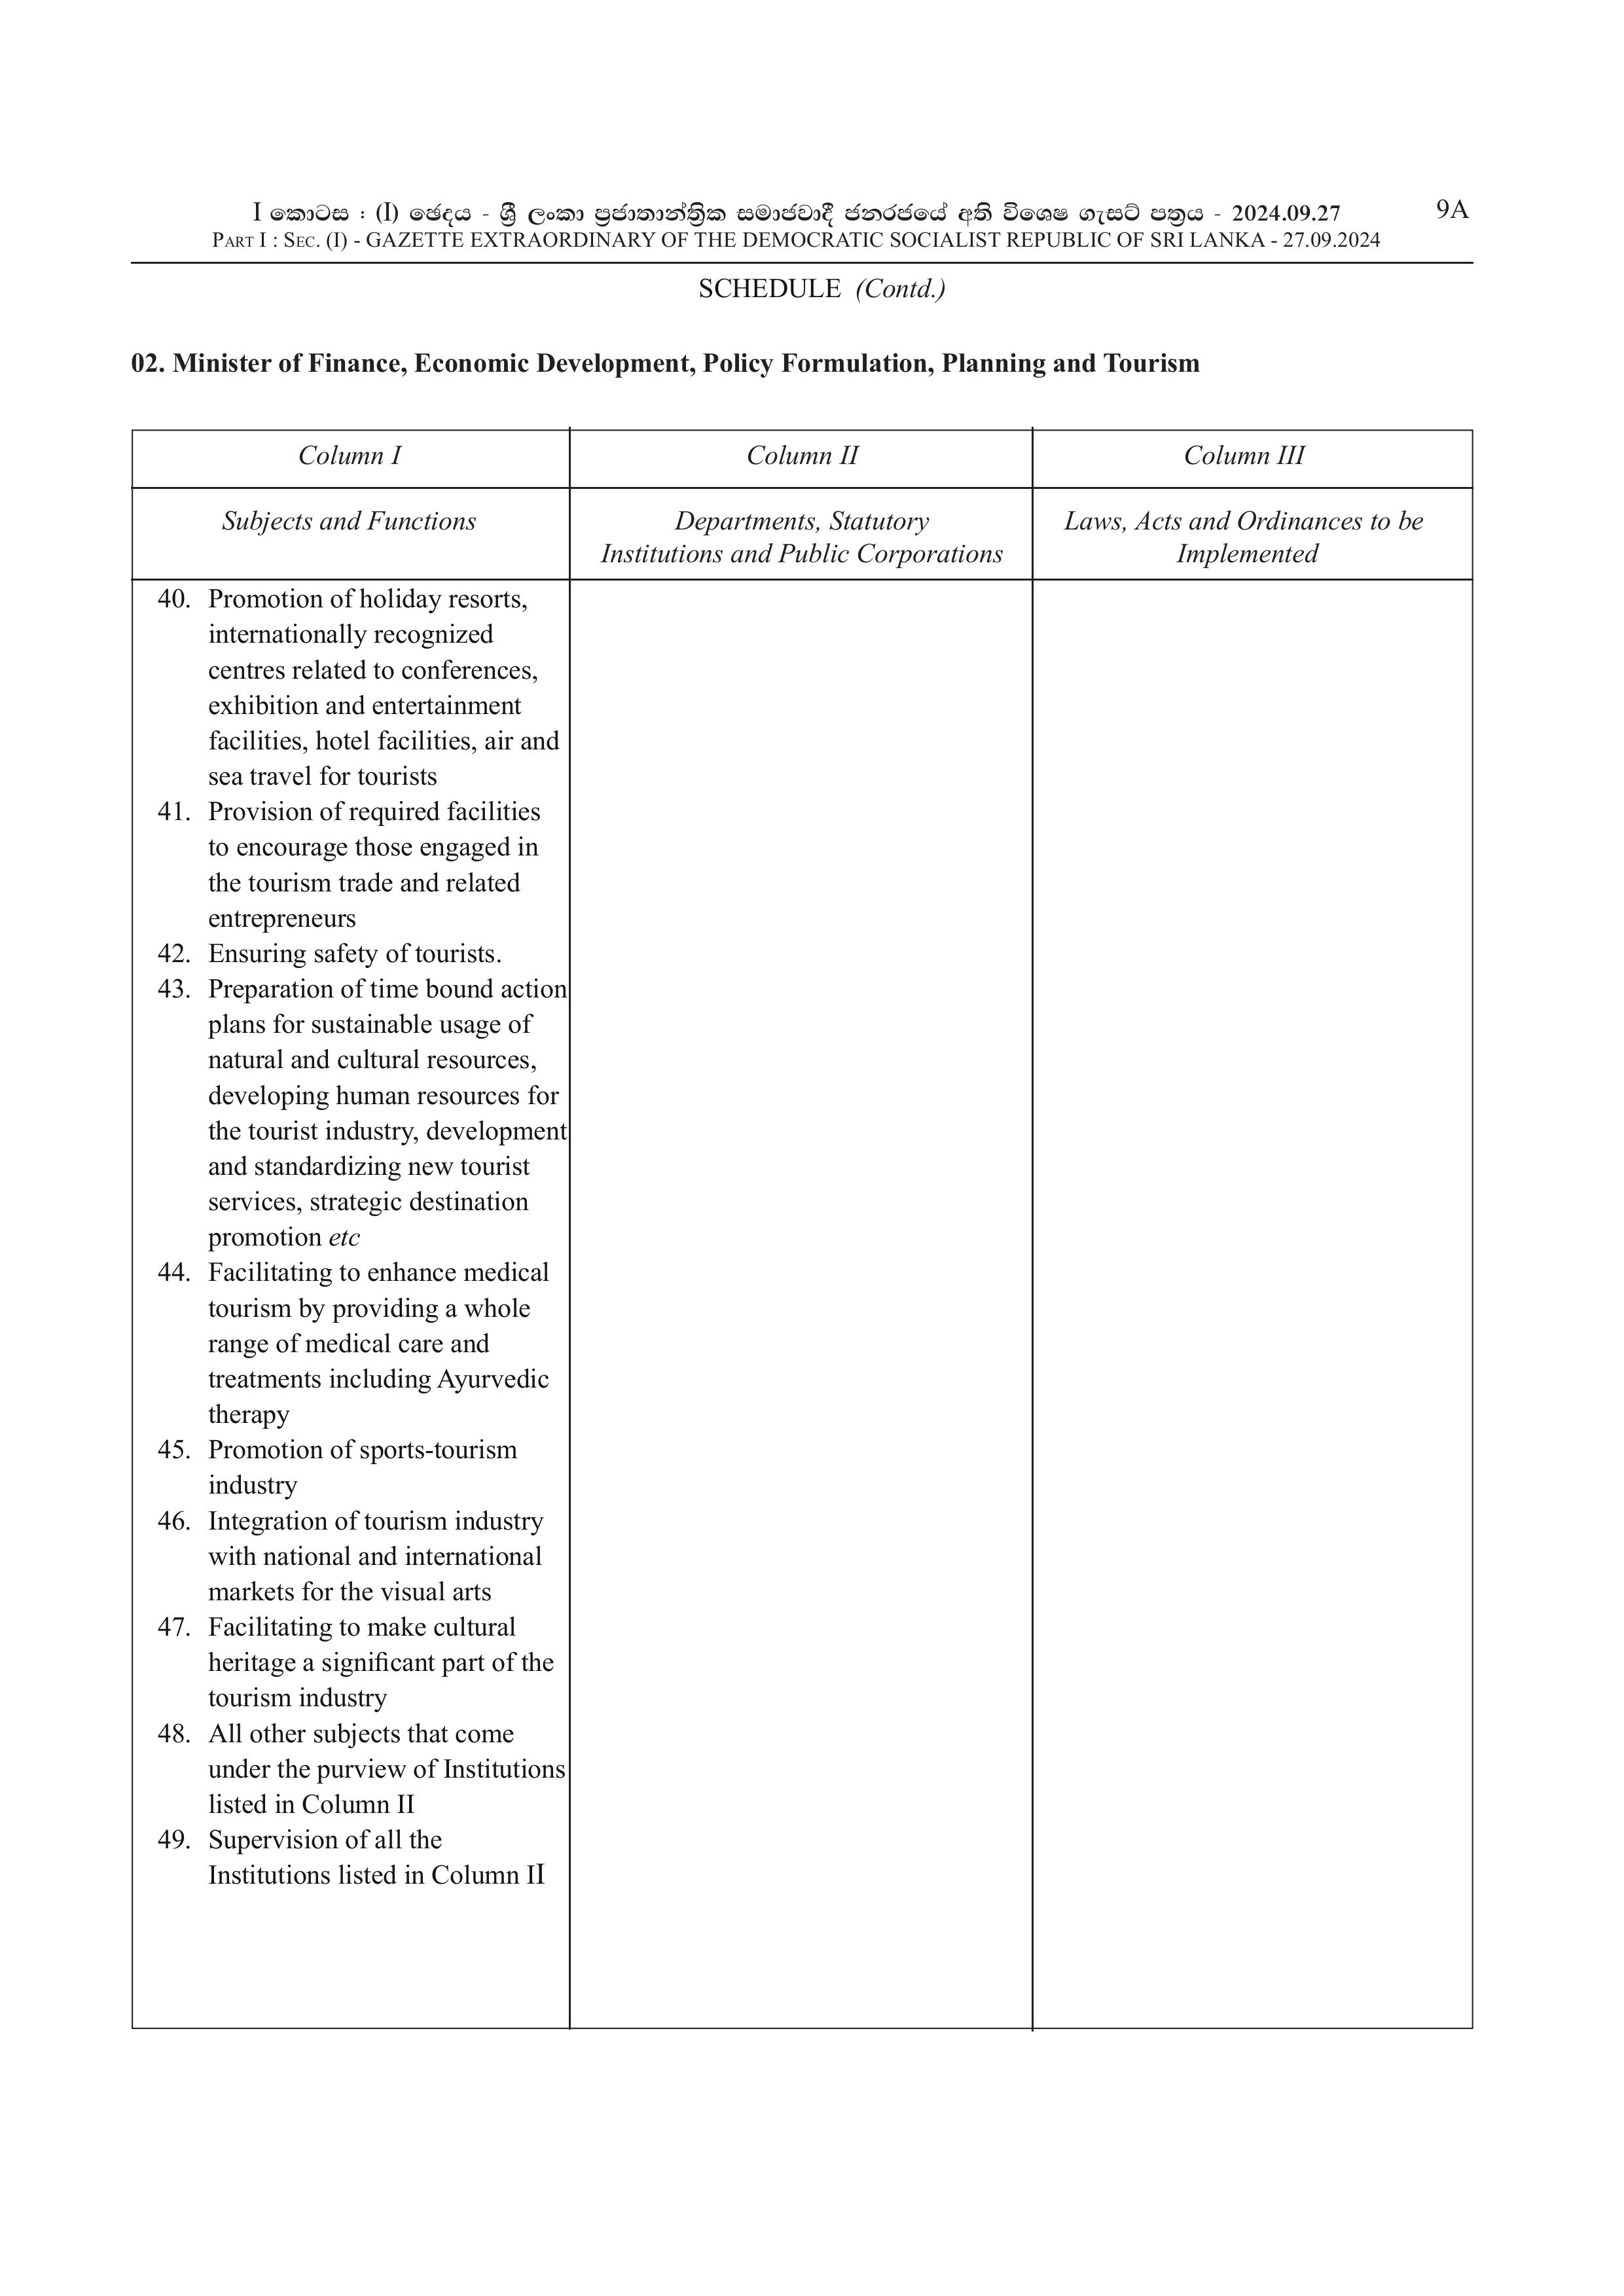 I කොටස : (I) ඡෙදය - ශ්‍රී ලංකා ප්‍රජාතාන්ත්‍රික සමාජවාදී ජනරජයේ අති විශෙෂ ගැසට් පත්‍රය - 2024.09.27 9A
PART I : SEC. (I) - GAZETTE EXTRAORDINARY OF THE DEMOCRATIC SOCIALIST REPUBLIC OF SRI LANKA - 27.09.2024
SCHEDULE (Contd.)
02. Minister of Finance, Economic Development, Policy Formulation, Planning and Tourism
Column I Column II Column III
Subjects and Functions
Departments, Statutory
Institutions and Public Corporations
Laws, Acts and Ordinances to be
Implemented
40. Promotion of holiday resorts,
internationally recognized
centres related to conferences,
exhibition and entertainment
facilities, hotel facilities, air and
sea travel for tourists
41. Provision of required facilities
to encourage those engaged in
the tourism trade and related
entrepreneurs
42. Ensuring safety of tourists.
43. Preparation of time bound action
plans for sustainable usage of
natural and cultural resources,
developing human resources for
the tourist industry, development
and standardizing new tourist
services, strategic destination
promotion etc
44. Facilitating to enhance medical
tourism by providing a whole
range of medical care and
treatments including Ayurvedic
therapy
45. Promotion of sports-tourism
industry
46. Integration of tourism industry
with national and international
markets for the visual arts
47. Facilitating to make cultural
heritage a significant part of the
tourism industry
48. All other subjects that come
under the purview of Institutions
listed in Column II
49. Supervision of all the
Institutions listed in Column II